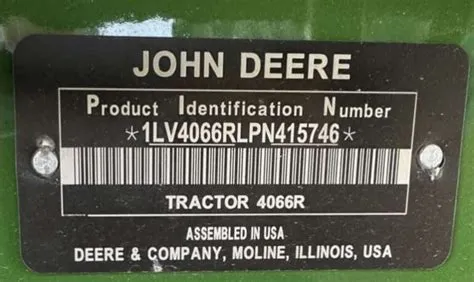 JOHN DEERE
Product Identification Number
*1LV4066RLPN415746*
TRACTOR 4066R
ASSEMBLED IN USA
DEERE & COMPANY, MOLINE, ILLINOIS, USA